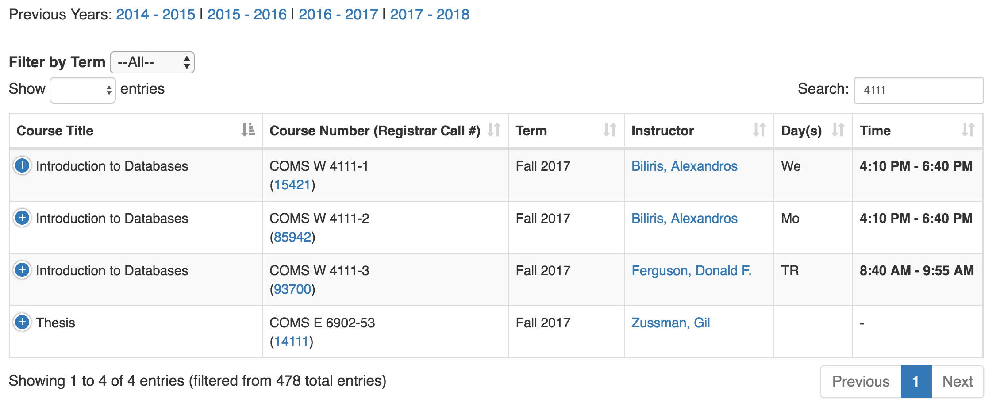 Previous Years: 2014 - 2015 | 2015 - 2016 | 2016 - 2017 | 2017 - 2018
Filter by Term --All--
Show entries Search: 4111
Course Title Course Number (Registrar Call #) Term Instructor Day(s) Time
Introduction to Databases COMS W 4111-1 Fall 2017 Biliris, Alexandros We 4:10 PM - 6:40 PM
(15421)
Introduction to Databases COMS W 4111-2 Fall 2017 Biliris, Alexandros Mo 4:10 PM - 6:40 PM
(85942)
Introduction to Databases COMS W 4111-3 Fall 2017 Ferguson, Donald F. TR 8:40 AM - 9:55 AM
(93700)
Thesis COMS E 6902-53 Fall 2017 Zussman, Gil -
(14111)
Showing 1 to 4 of 4 entries (filtered from 478 total entries) Previous 1 Next